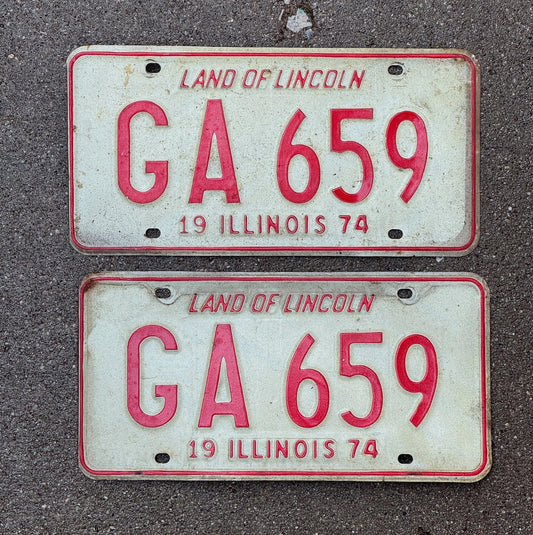 LAND OF LINCOLN
GA 659
19 ILLINOIS 74
LAND OF LINCOLN
GA 659
19 ILLINOIS 74